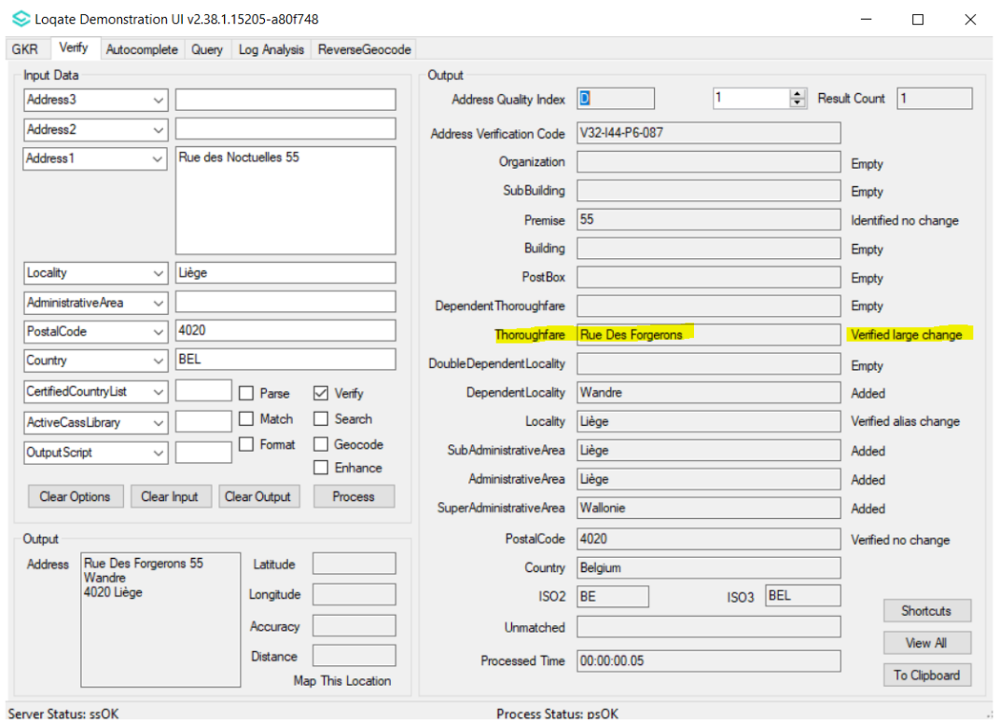 Loqate Demonstration UI v2.38.1.15205-a80f748
GKR Verify Autocomplete Query Log Analysis ReverseGeocode
Input Data
Address3
Address2
Address1 Rue des Noctuelles 55
Locality Liège
AdministrativeArea
PostalCode 4020
Country BEL
CertifiedCountryList Parse Verify
ActiveCassLibrary Match Search
OutputScript Format Geocode
Enhance
Clear Options Clear Input Clear Output Process
Output
Address Rue Des Forgerons 55
Wandre
4020 Liège
Latitude
Longitude
Accuracy
Distance
Map This Location
Output
Address Quality Index D 1 Result Count 1
Address Verification Code V32-I44-P6-087
Organization Empty
SubBuilding Empty
Premise 55 Identified no change
Building Empty
PostBox Empty
DependentThoroughfare Empty
Thoroughfare Rue Des Forgerons Verified large change
DoubleDependentLocality Empty
DependentLocality Wandre Added
Locality Liège Verified alias change
SubAdministrativeArea Liège Added
AdministrativeArea Liège Added
SuperAdministrativeArea Wallonie Added
PostalCode 4020 Verified no change
Country Belgium
ISO2 BE ISO3 BEL
Unmatched
Processed Time 00:00:00.05
Shortcuts
View All
To Clipboard
Server Status: ssOK Process Status: psOK